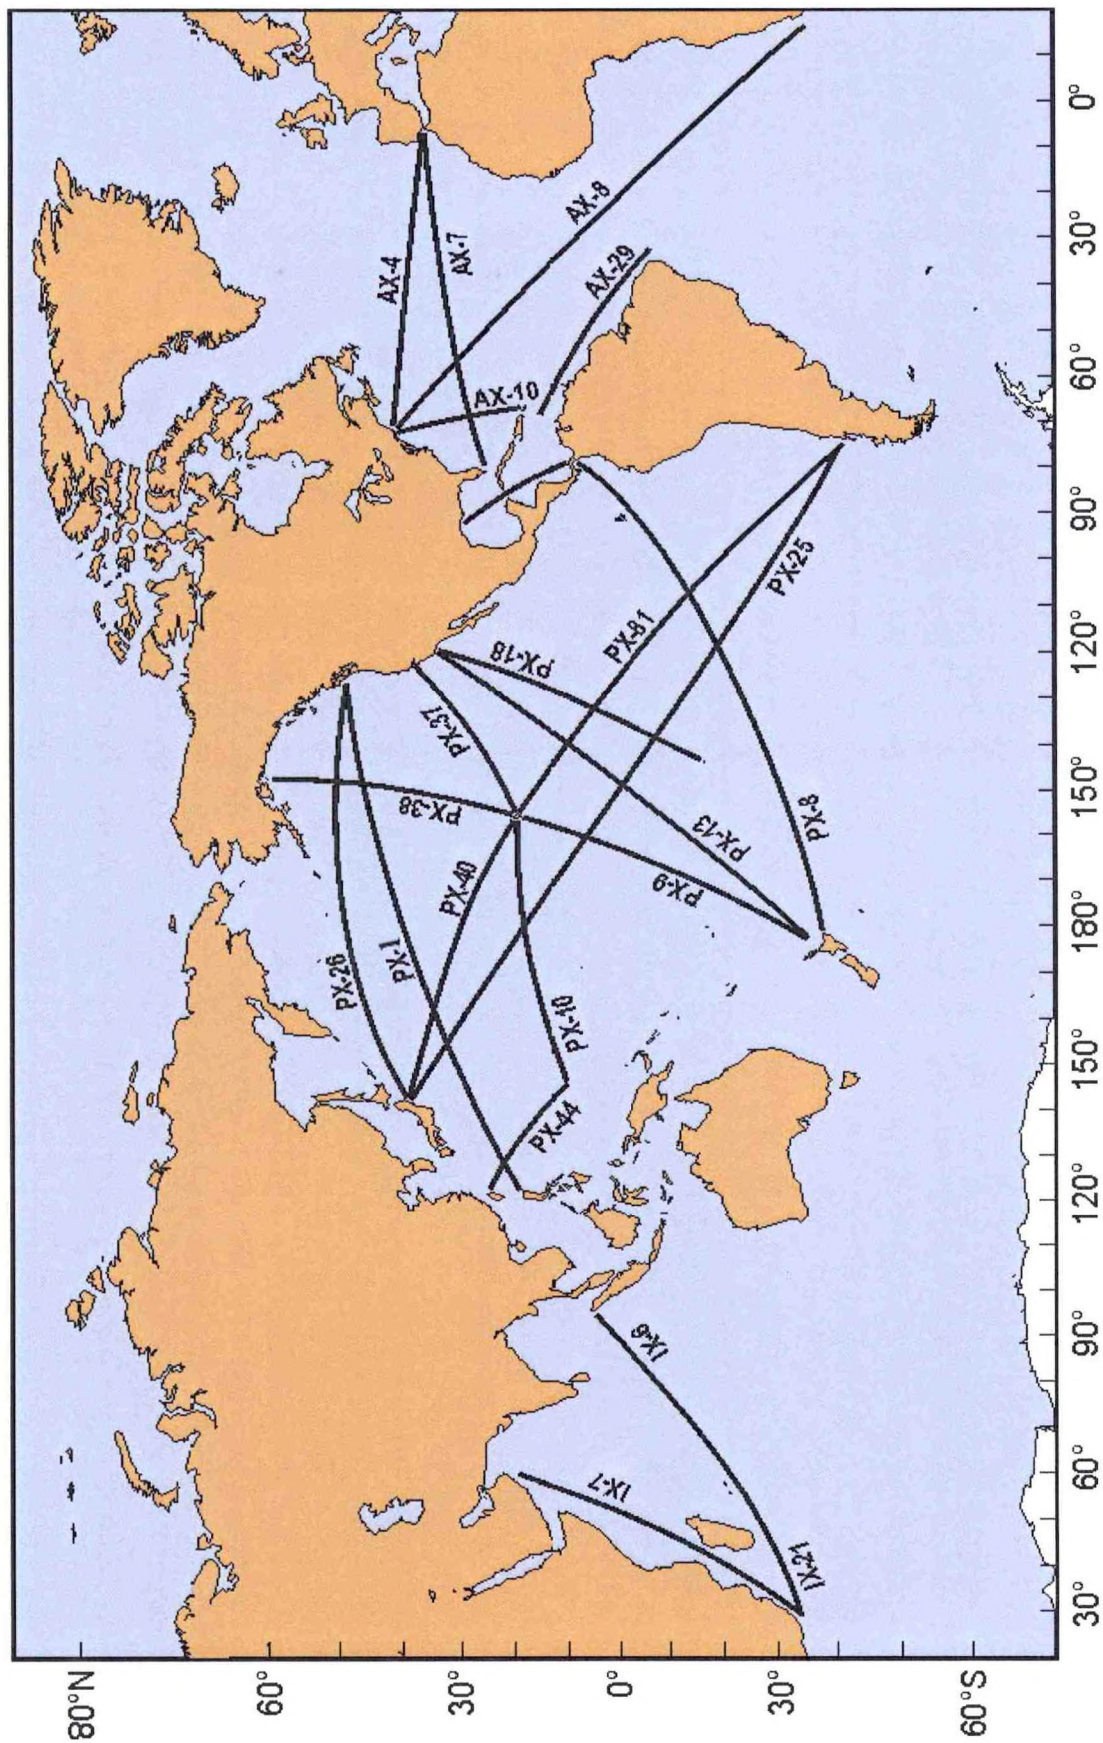 AX-4
AX-7
AX-8
AX-29
AX-10
PX-18
PX-37
PX-38
PX-81
PX-25
PX-26
PX-1
PX-40
PX-13
PX-9
PX-8
PX-10
PX-44
IX-6
IX-7
IX-21
80°N
60°
30°
0°
30°
60°S
30°
60°
90°
120°
150°
180°
150°
120°
90°
60°
30°
0°